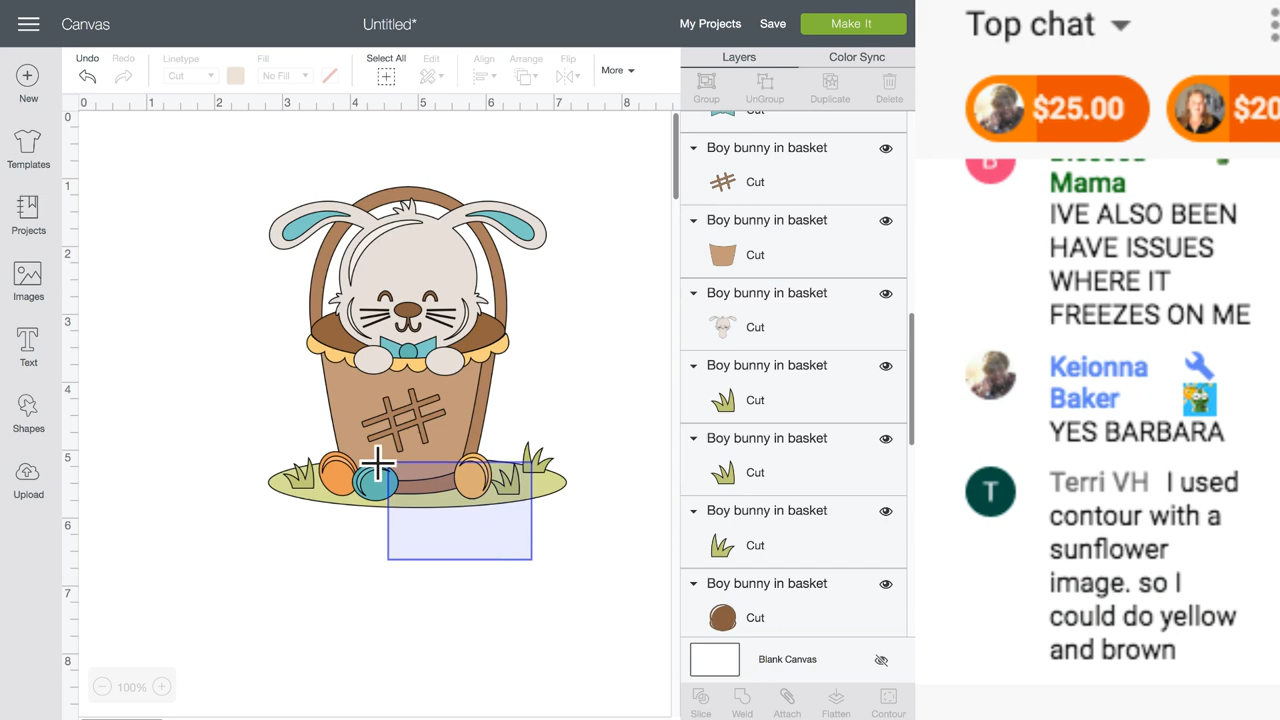 Canvas
Untitled*
My Projects
Save
Make It
Undo
Redo
Linetype
Cut
Fill
No Fill
Select All
Edit
Align
Arrange
Flip
More
Layers
Color Sync
Group
UnGroup
Duplicate
Delete
New
Templates
Projects
Images
Text
Shapes
Upload
0 1 2 3 4 5 6 7 8
0
1
2
3
4
5
6
7
8
100%
Cut
Boy bunny in basket
Cut
Boy bunny in basket
Cut
Boy bunny in basket
Cut
Boy bunny in basket
Cut
Boy bunny in basket
Cut
Boy bunny in basket
Cut
Boy bunny in basket
Cut
Blank Canvas
Slice
Weld
Attach
Flatten
Contour
Top chat
$25.00
$20
B
Mama
IVE ALSO BEEN
HAVE ISSUES
WHERE IT
FREEZES ON ME
Keionna
Baker
YES BARBARA
T
Terri VH I used
contour with a
sunflower
image. so I
could do yellow
and brown